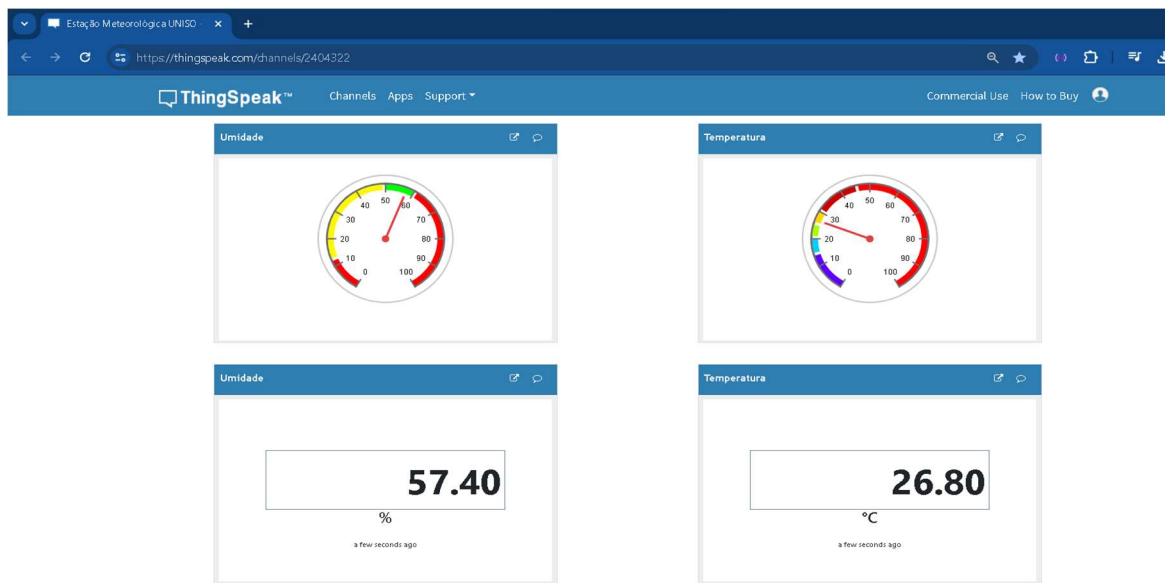 Estação Meteorológica UNISO -
https://thingspeak.com/channels/2404322
ThingSpeak™ Channels Apps Support Commercial Use How to Buy
Umidade
0 10 20 30 40 50 60 70 80 90 100
Temperatura
0 10 20 30 40 50 60 70 80 90 100
Umidade
57.40
%
a few seconds ago
Temperatura
26.80
°C
a few seconds ago